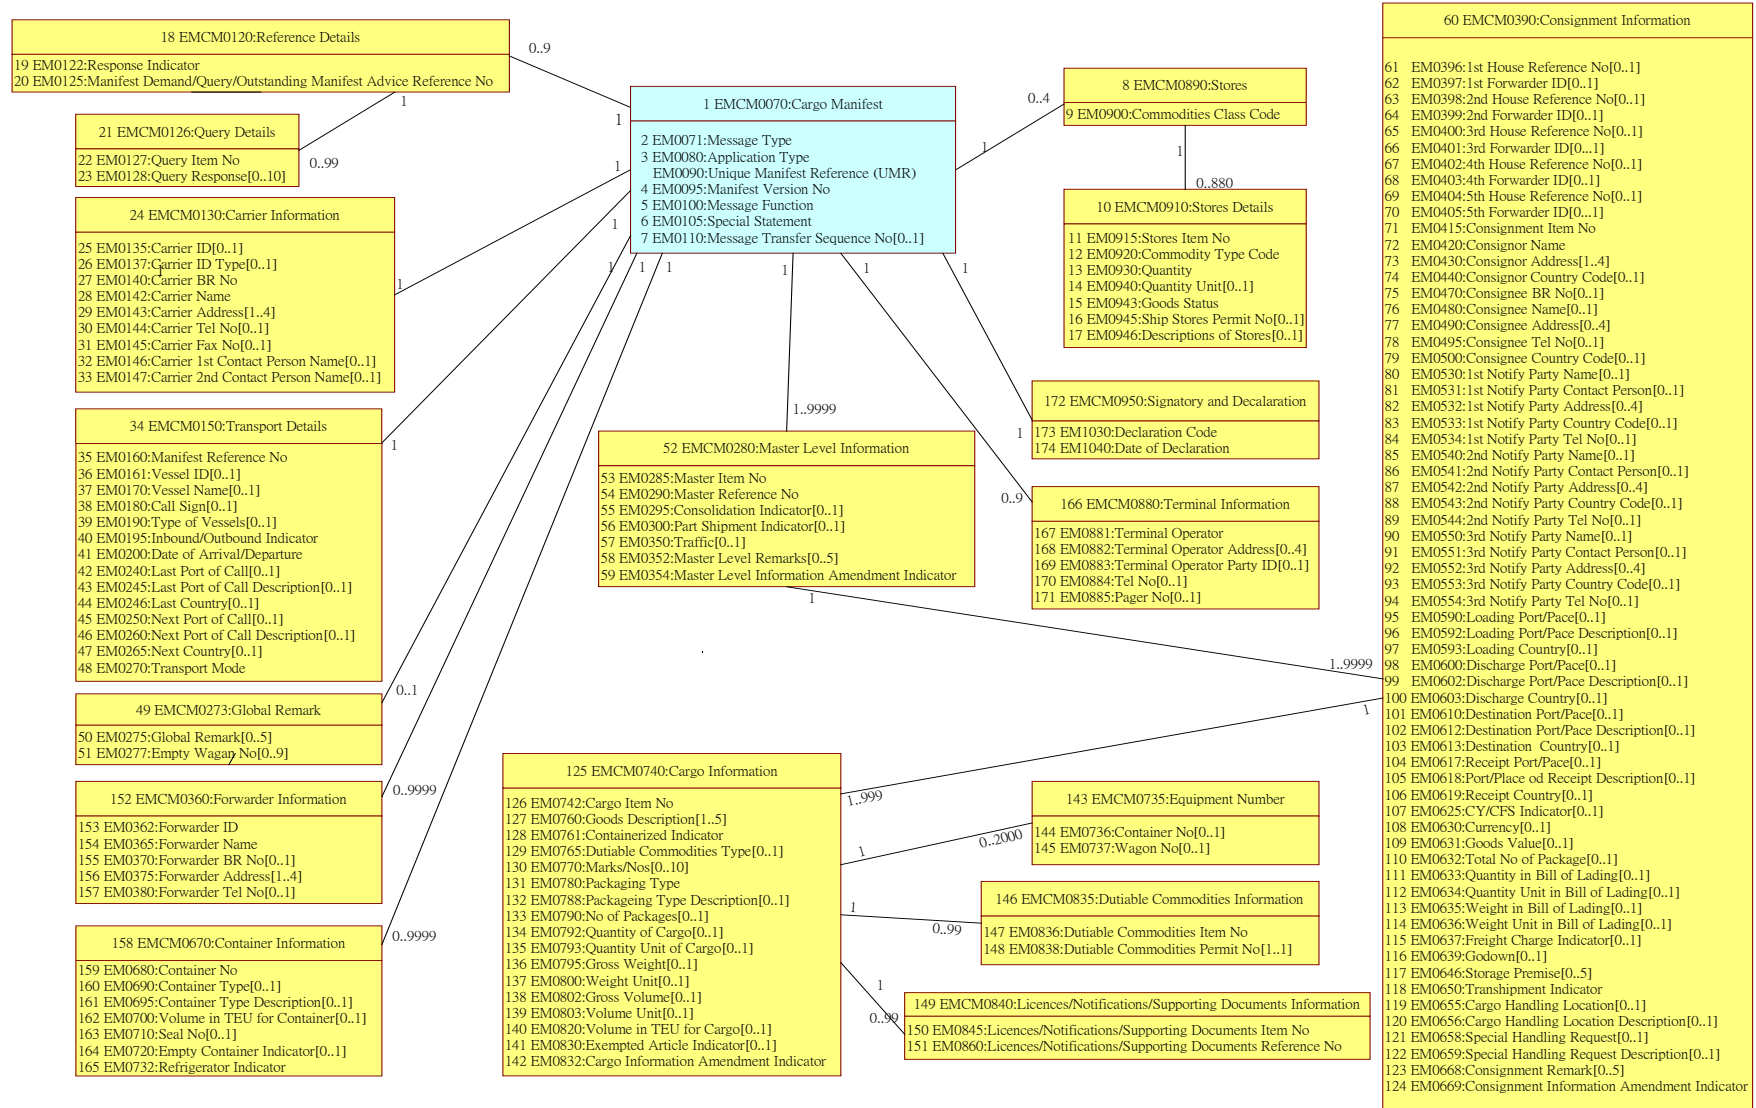 18 EMCM0120:Reference Details
19 EM0122:Response Indicator
20 EM0125:Manifest Demand/Query/Outstanding Manifest Advice Reference No
0..9
1
1
21 EMCM0126:Query Details
22 EM0127:Query Item No
23 EM0128:Query Response[0..10]
0..99
24 EMCM0130:Carrier Information
25 EM0135:Carrier ID[0..1]
26 EM0137:Carrier ID Type[0..1]
1
27 EM0140:Carrier BR No
28 EM0142:Carrier Name
29 EM0143:Carrier Address[1..4]
30 EM0144:Carrier Tel No[0..1]
31 EM0145:Carrier Fax No[0..1]
32 EM0146:Carrier 1st Contact Person Name[0..1]
33 EM0147:Carrier 2nd Contact Person Name[0..1]
1
1
34 EMCM0150:Transport Details
35 EM0160:Manifest Reference No
36 EM0161:Vessel ID[0..1]
37 EM0170:Vessel Name[0..1]
38 EM0180:Call Sign[0..1]
39 EM0190:Type of Vessels[0..1]
40 EM0195:Inbound/Outbound Indicator
41 EM0200:Date of Arrival/Departure
42 EM0240:Last Port of Call[0..1]
43 EM0245:Last Port of Call Description[0..1]
44 EM0246:Last Country[0..1]
45 EM0250:Next Port of Call[0..1]
46 EM0260:Next Port of Call Description[0..1]
47 EM0265:Next Country[0..1]
48 EM0270:Transport Mode
1
1
49 EMCM0273:Global Remark
50 EM0275:Global Remark[0..5]
51 EM0277:Empty Wagan No[0..9]
0..1
1
152 EMCM0360:Forwarder Information
153 EM0362:Forwarder ID
154 EM0365:Forwarder Name
155 EM0370:Forwarder BR No[0..1]
156 EM0375:Forwarder Address[1..4]
157 EM0380:Forwarder Tel No[0..1]
0..9999
1
158 EMCM0670:Container Information
159 EM0680:Container No
160 EM0690:Container Type[0..1]
161 EM0695:Container Type Description[0..1]
162 EM0700:Volume in TEU for Container[0..1]
163 EM0710:Seal No[0..1]
164 EM0720:Empty Container Indicator[0..1]
165 EM0732:Refrigerator Indicator
0..9999
1
1 EMCM0070:Cargo Manifest
2 EM0071:Message Type
3 EM0080:Application Type
EM0090:Unique Manifest Reference (UMR)
4 EM0095:Manifest Version No
5 EM0100:Message Function
6 EM0105:Special Statement
7 EM0110:Message Transfer Sequence No[0..1]
1
1..9999
52 EMCM0280:Master Level Information
53 EM0285:Master Item No
54 EM0290:Master Reference No
55 EM0295:Consolidation Indicator[0..1]
56 EM0300:Part Shipment Indicator[0..1]
57 EM0350:Traffic[0..1]
58 EM0352:Master Level Remarks[0..5]
59 EM0354:Master Level Information Amendment Indicator
1
1..9999
125 EMCM0740:Cargo Information
126 EM0742:Cargo Item No
127 EM0760:Goods Description[1..5]
128 EM0761:Containerized Indicator
129 EM0765:Dutiable Commodities Type[0..1]
130 EM0770:Marks/Nos[0..10]
131 EM0780:Packaging Type
132 EM0788:Packageing Type Description[0..1]
133 EM0790:No of Packages[0..1]
134 EM0792:Quantity of Cargo[0..1]
135 EM0793:Quantity Unit of Cargo[0..1]
136 EM0795:Gross Weight[0..1]
137 EM0800:Weight Unit[0..1]
138 EM0802:Gross Volume[0..1]
139 EM0803:Volume Unit[0..1]
140 EM0820:Volume in TEU for Cargo[0..1]
141 EM0830:Exempted Article Indicator[0..1]
142 EM0832:Cargo Information Amendment Indicator
1
1..999
8 EMCM0890:Stores
9 EM0900:Commodities Class Code
0..4
1
1
0..880
10 EMCM0910:Stores Details
11 EM0915:Stores Item No
12 EM0920:Commodity Type Code
13 EM0930:Quantity
14 EM0940:Quantity Unit[0..1]
15 EM0943:Goods Status
16 EM0945:Ship Stores Permit No[0..1]
17 EM0946:Descriptions of Stores[0..1]
1
172 EMCM0950:Signatory and Decalaration
173 EM1030:Declaration Code
174 EM1040:Date of Declaration
1
1
0..9
166 EMCM0880:Terminal Information
167 EM0881:Terminal Operator
168 EM0882:Terminal Operator Address[0..4]
169 EM0883:Terminal Operator Party ID[0..1]
170 EM0884:Tel No[0..1]
171 EM0885:Pager No[0..1]
143 EMCM0735:Equipment Number
144 EM0736:Container No[0..1]
145 EM0737:Wagon No[0..1]
1
0..2000
146 EMCM0835:Dutiable Commodities Information
147 EM0836:Dutiable Commodities Item No
148 EM0838:Dutiable Commodities Permit No[1..1]
1
0..99
149 EMCM0840:Licences/Notifications/Supporting Documents Information
150 EM0845:Licences/Notifications/Supporting Documents Item No
151 EM0860:Licences/Notifications/Supporting Documents Reference No
1
0..99
60 EMCM0390:Consignment Information
61 EM0396:1st House Reference No[0..1]
62 EM0397:1st Forwarder ID[0..1]
63 EM0398:2nd House Reference No[0..1]
64 EM0399:2nd Forwarder ID[0..1]
65 EM0400:3rd House Reference No[0..1]
66 EM0401:3rd Forwarder ID[0...1]
67 EM0402:4th House Reference No[0..1]
68 EM0403:4th Forwarder ID[0..1]
69 EM0404:5th House Reference No[0..1]
70 EM0405:5th Forwarder ID[0...1]
71 EM0415:Consignment Item No
72 EM0420:Consignor Name
73 EM0430:Consignor Address[1..4]
74 EM0440:Consignor Country Code[0..1]
75 EM0470:Consignee BR No[0..1]
76 EM0480:Consignee Name[0..1]
77 EM0490:Consignee Address[0..4]
78 EM0495:Consignee Tel No[0..1]
79 EM0500:Consignee Country Code[0..1]
80 EM0530:1st Notify Party Name[0..1]
81 EM0531:1st Notify Party Contact Person[0..1]
82 EM0532:1st Notify Party Address[0..4]
83 EM0533:1st Notify Party Country Code[0..1]
84 EM0534:1st Notify Party Tel No[0..1]
85 EM0540:2nd Notify Party Name[0..1]
86 EM0541:2nd Notify Party Contact Person[0..1]
87 EM0542:2nd Notify Party Address[0..4]
88 EM0543:2nd Notify Party Country Code[0..1]
89 EM0544:2nd Notify Party Tel No[0..1]
90 EM0550:3rd Notify Party Name[0..1]
91 EM0551:3rd Notify Party Contact Person[0..1]
92 EM0552:3rd Notify Party Address[0..4]
93 EM0553:3rd Notify Party Country Code[0..1]
94 EM0554:3rd Notify Party Tel No[0..1]
95 EM0590:Loading Port/Pace[0..1]
96 EM0592:Loading Port/Pace Description[0..1]
97 EM0593:Loading Country[0..1]
98 EM0600:Discharge Port/Pace[0..1]
99 EM0602:Discharge Port/Pace Description[0..1]
100 EM0603:Discharge Country[0..1]
101 EM0610:Destination Port/Pace[0..1]
102 EM0612:Destination Port/Pace Description[0..1]
103 EM0613:Destination Country[0..1]
104 EM0617:Receipt Port/Pace[0..1]
105 EM0618:Port/Place od Receipt Description[0..1]
106 EM0619:Receipt Country[0..1]
107 EM0625:CY/CFS Indicator[0..1]
108 EM0630:Currency[0..1]
109 EM0631:Goods Value[0..1]
110 EM0632:Total No of Package[0..1]
111 EM0633:Quantity in Bill of Lading[0..1]
112 EM0634:Quantity Unit in Bill of Lading[0..1]
113 EM0635:Weight in Bill of Lading[0..1]
114 EM0636:Weight Unit in Bill of Lading[0..1]
115 EM0637:Freight Charge Indicator[0..1]
116 EM0639:Godown[0..1]
117 EM0646:Storage Premise[0..5]
118 EM0650:Transhipment Indicator
119 EM0655:Cargo Handling Location[0..1]
120 EM0656:Cargo Handling Location Description[0..1]
121 EM0658:Special Handling Request[0..1]
122 EM0659:Special Handling Request Description[0..1]
123 EM0668:Consignment Remark[0..5]
124 EM0669:Consignment Information Amendment Indicator